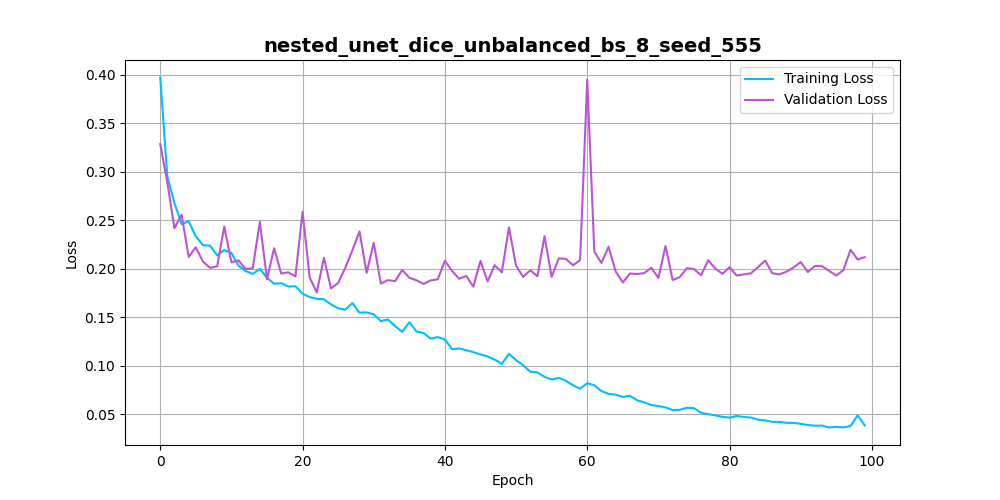 nested_unet_dice_unbalanced_bs_8_seed_555
Training Loss
Validation Loss
0.40
0.35
0.30
0.25
0.20
0.15
0.10
0.05
Loss
0 20 40 60 80 100
Epoch